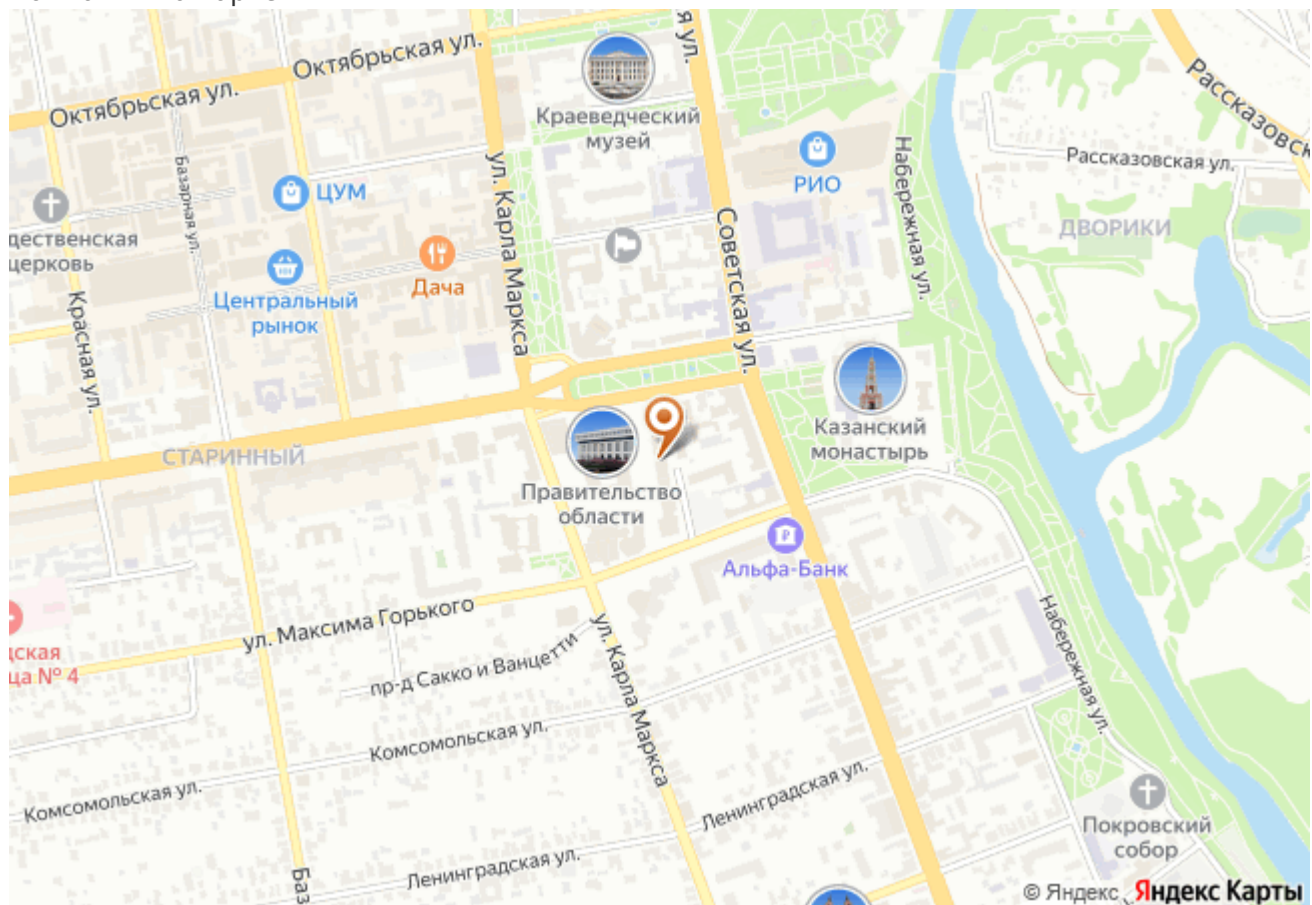 Октябрьская ул.
я ул.
Октябрьская ул.
Краеведческий
музей
Рассказовск
Рассказовская ул.
Базарная ул.
ЦУМ
ул. Карла Маркса
РИО
Набережная ул.
ДВОРИКИ
дественская
церковь
Дача
Советская ул.
Центральный
рынок
Красная ул.
Казанский
монастырь
СТАРИННЫЙ
Правительство
области
Альфа-Банк
ул. Максима Горького
дская
ца № 4
пр-д Сакко и Ванцетти
ул. Карла Маркса
Набережная ул.
Комсомольская ул.
Комсомольская ул.
Ленинградская ул.
Ленинградская ул.
Баз
Покровский
собор
© Яндекс Яндекс Карты